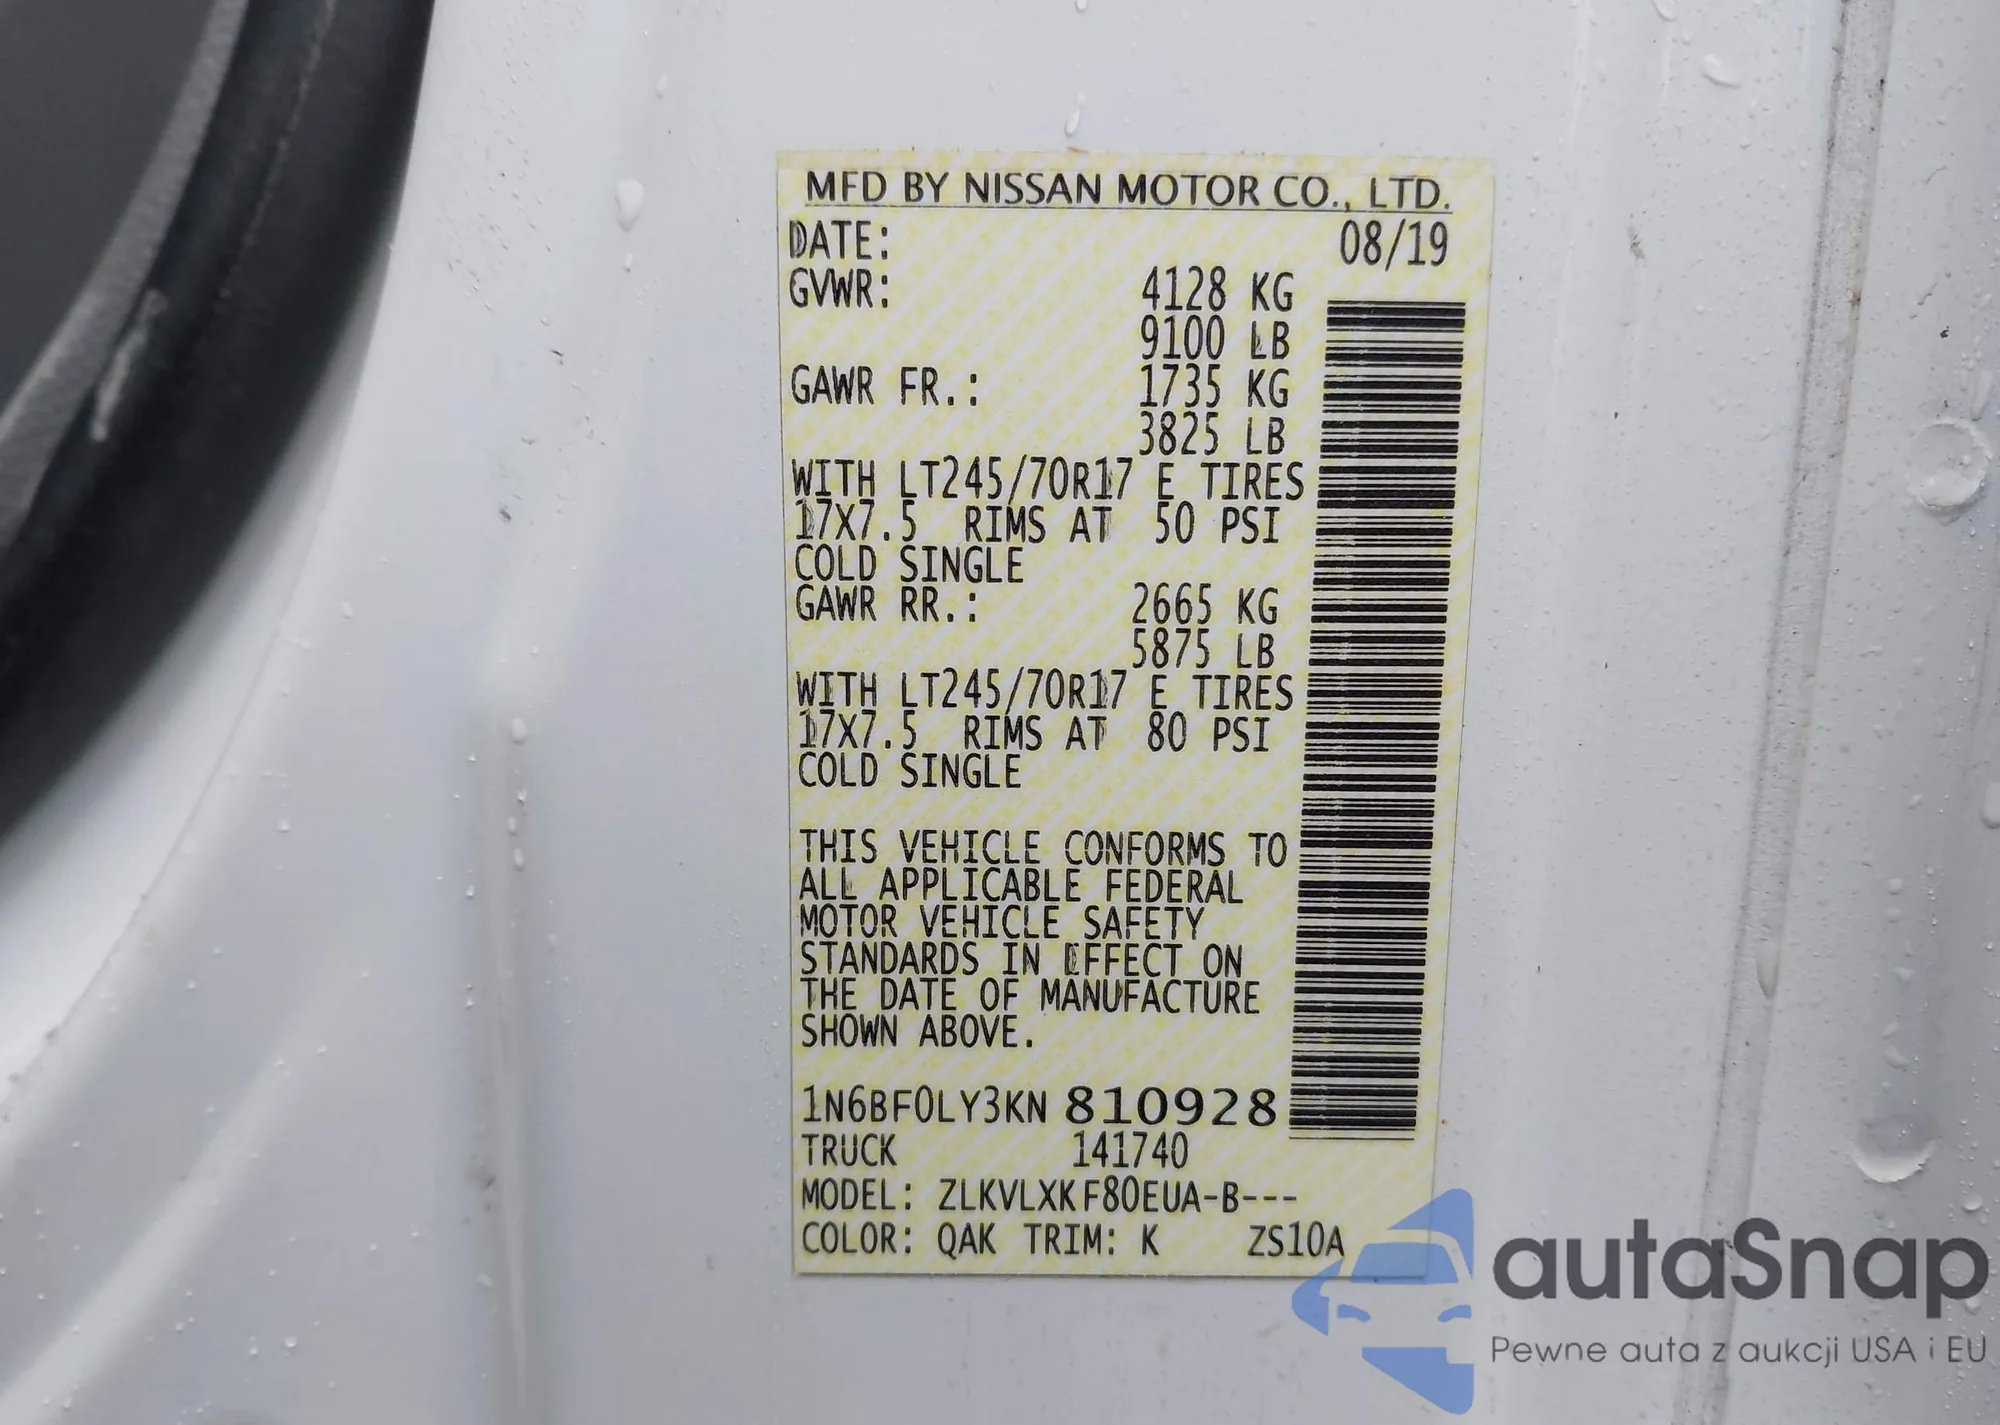 MFD BY NISSAN MOTOR CO., LTD.
DATE: 08/19
GVWR: 4128 KG
9100 LB
GAWR FR.: 1735 KG
3825 LB
WITH LT245/70R17 E TIRES
17X7.5 RIMS AT 50 PSI
COLD SINGLE
GAWR RR.: 2665 KG
5875 LB
WITH LT245/70R17 E TIRES
17X7.5 RIMS AT 80 PSI
COLD SINGLE
THIS VEHICLE CONFORMS TO
ALL APPLICABLE FEDERAL
MOTOR VEHICLE SAFETY
STANDARDS IN EFFECT ON
THE DATE OF MANUFACTURE
SHOWN ABOVE.
1N6BF0LY3KN 810928
TRUCK 141740
MODEL: ZLKVLXKF80EUA-B---
COLOR: QAK TRIM: K ZS10A
autaSnap
Pewne auta z aukcji USA i EU